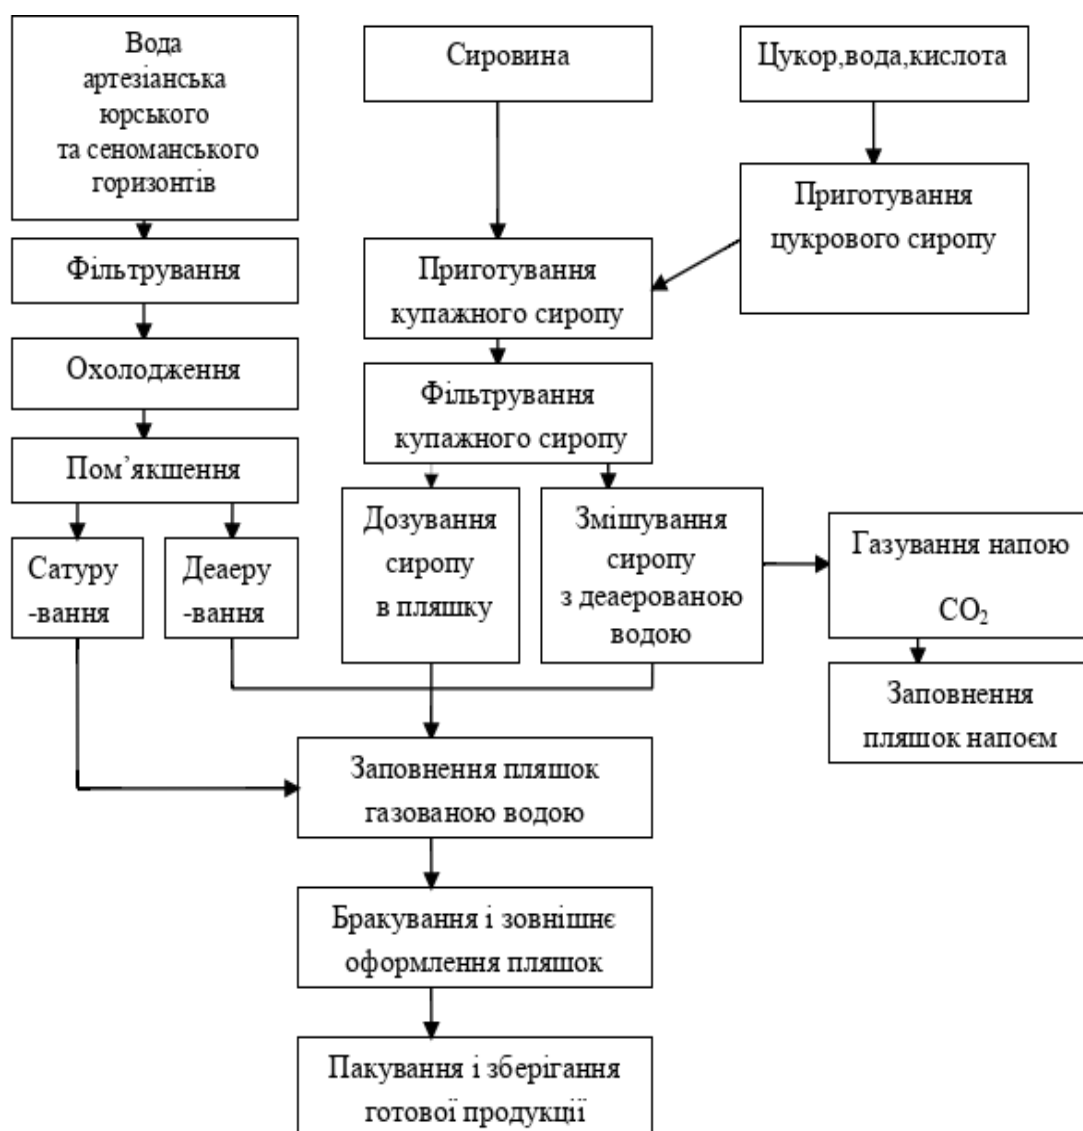 Вода
артезіанська
юрського
та сеноманського
горизонтів
Сировина
Цукор,вода,кислота
Приготування
цукрового сиропу
Фільтрування
Приготування
купажного сиропу
Охолодження
Фільтрування
купажного сиропу
Пом’якшення
Сатуру
-вання
Деаеру
-вання
Дозування
сиропу
в пляшку
Змішування
сиропу
з деаерованою
водою
Газування напою
CO₂
Заповнення
пляшок напоєм
Заповнення пляшок
газованою водою
Бракування і зовнішнє
оформлення пляшок
Пакування і зберігання
готової продукції